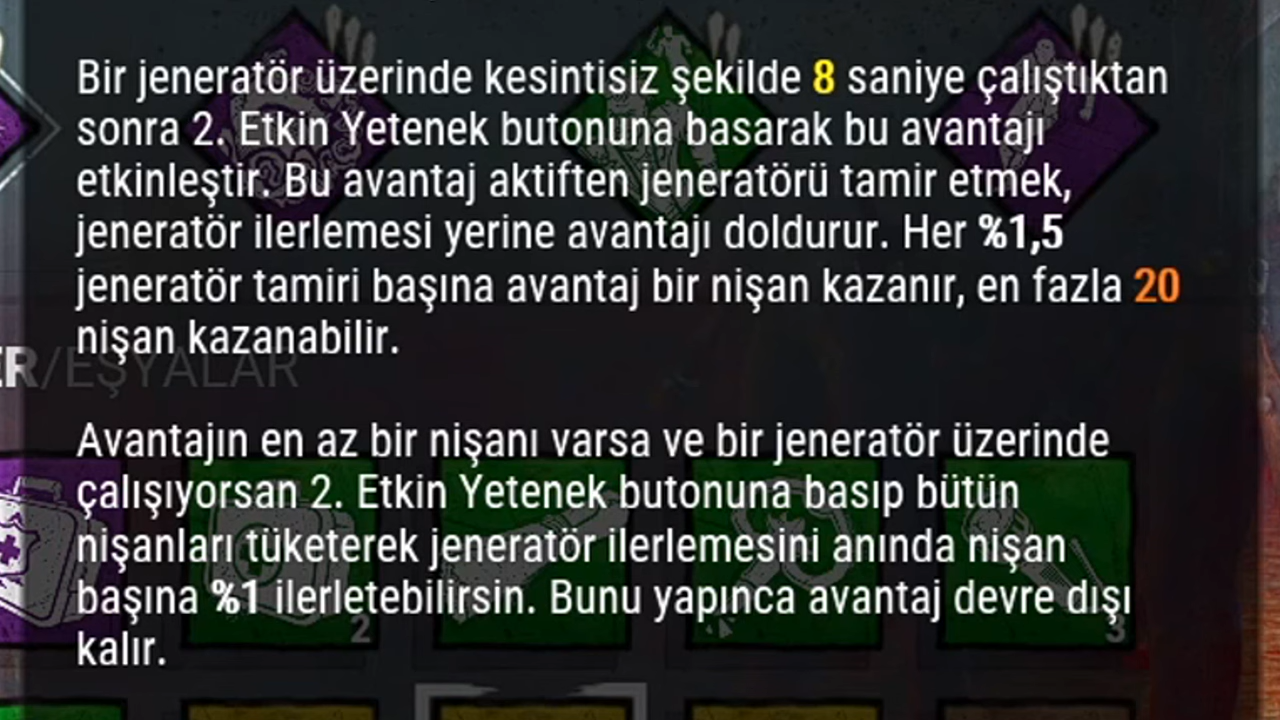 Bir jeneratör üzerinde kesintisiz şekilde 8 saniye çalıştıktan
sonra 2. Etkin Yetenek butonuna basarak bu avantajı
etkinleştir. Bu avantaj aktiften jeneratörü tamir etmek,
jeneratör ilerlemesi yerine avantajı doldurur. Her %1,5
jeneratör tamiri başına avantaj bir nişan kazanır, en fazla 20
nişan kazanabilir.
ER/EŞYALAR
Avantajın en az bir nişanı varsa ve bir jeneratör üzerinde
çalışıyorsan 2. Etkin Yetenek butonuna basıp bütün
nişanları tüketerek jeneratör ilerlemesini anında nişan
başına %1 ilerletebilirsin. Bunu yapınca avantaj devre dışı
kalır.
2
3